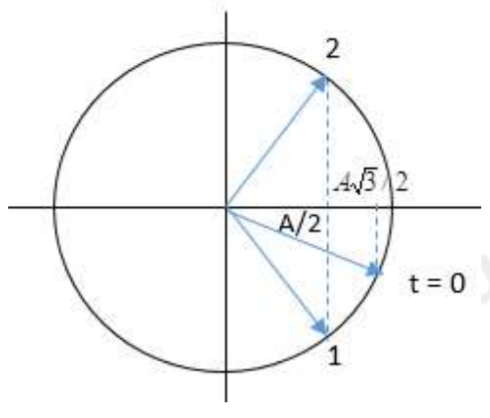 2
A√3 / 2
A/2
t = 0
1